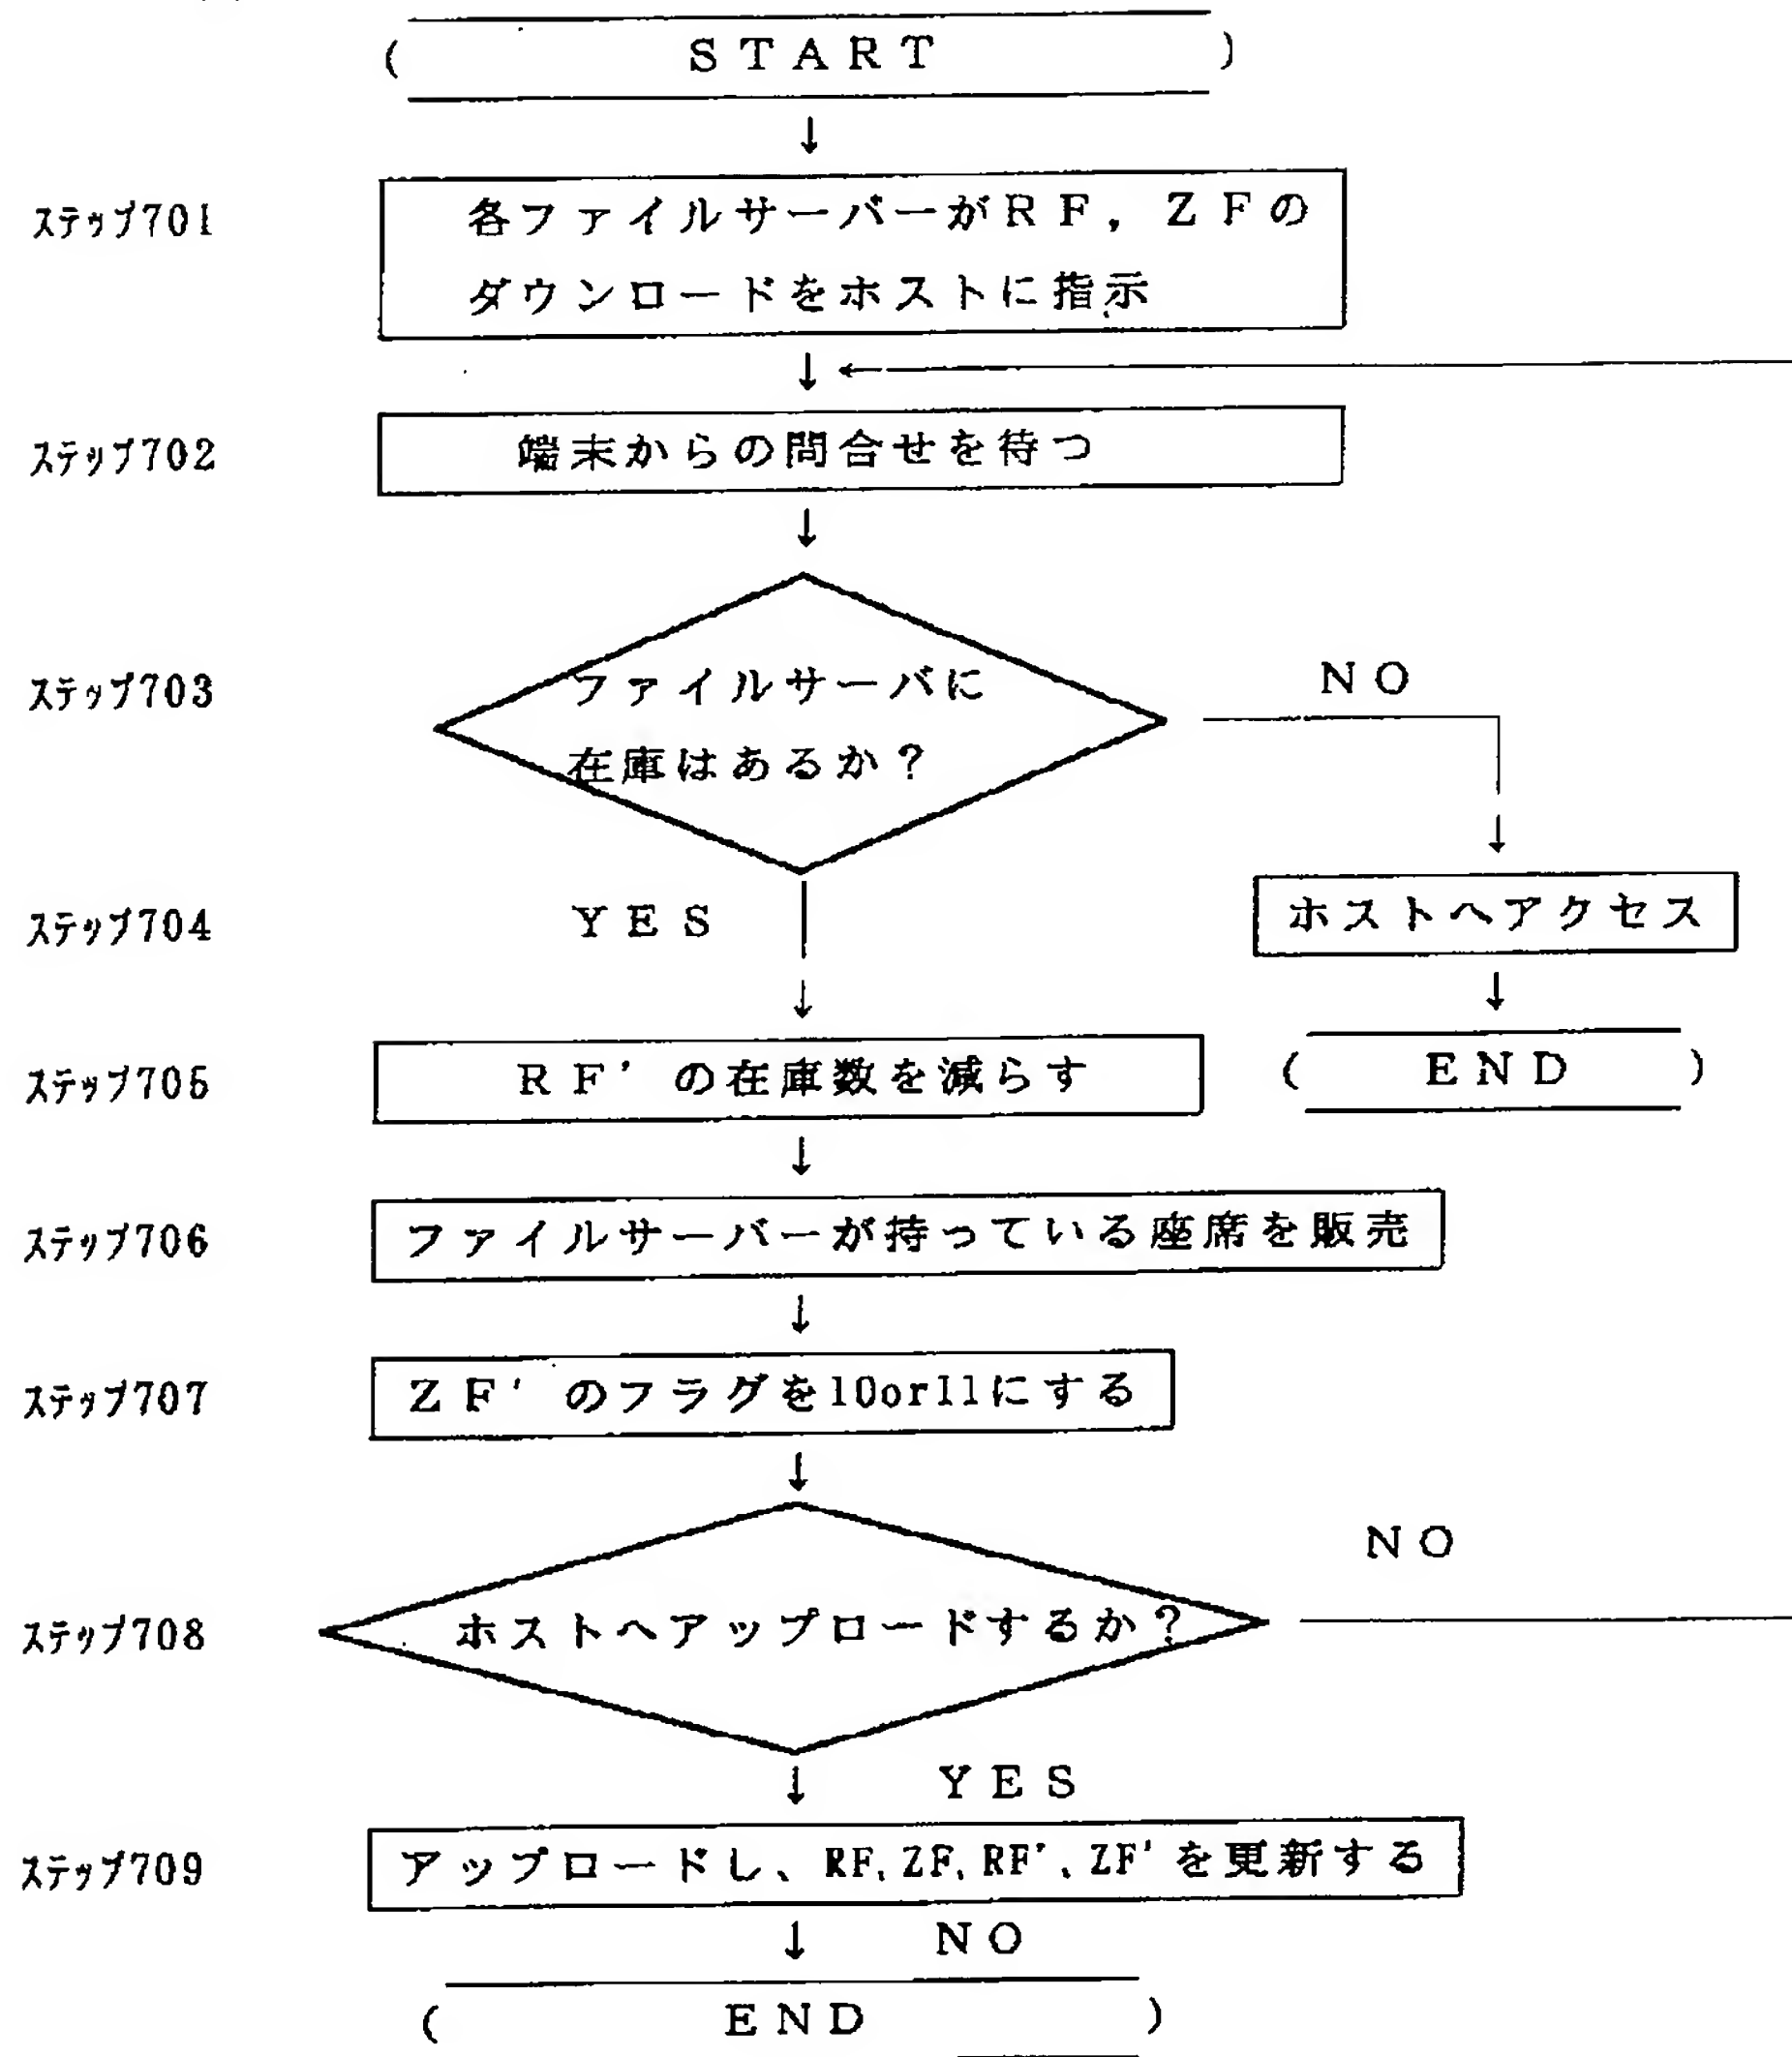 ( START )
ステップ701
各ファイルサーバーがRF，ZFの
ダウンロードをホストに指示
ステップ702
端末からの問合せを待つ
ステップ703
ファイルサーバに
在庫はあるか？
NO
ステップ704
YES
ホストへアクセス
ステップ705
RF’の在庫数を減らす
( END )
ステップ706
ファイルサーバーが持っている座席を販売
ステップ707
ZF'のフラグを10or11にする
NO
ステップ708
ホストへアップロードするか？
YES
ステップ709
アップロードし、RF,ZF,RF'、ZF'を更新する
NO
( END )